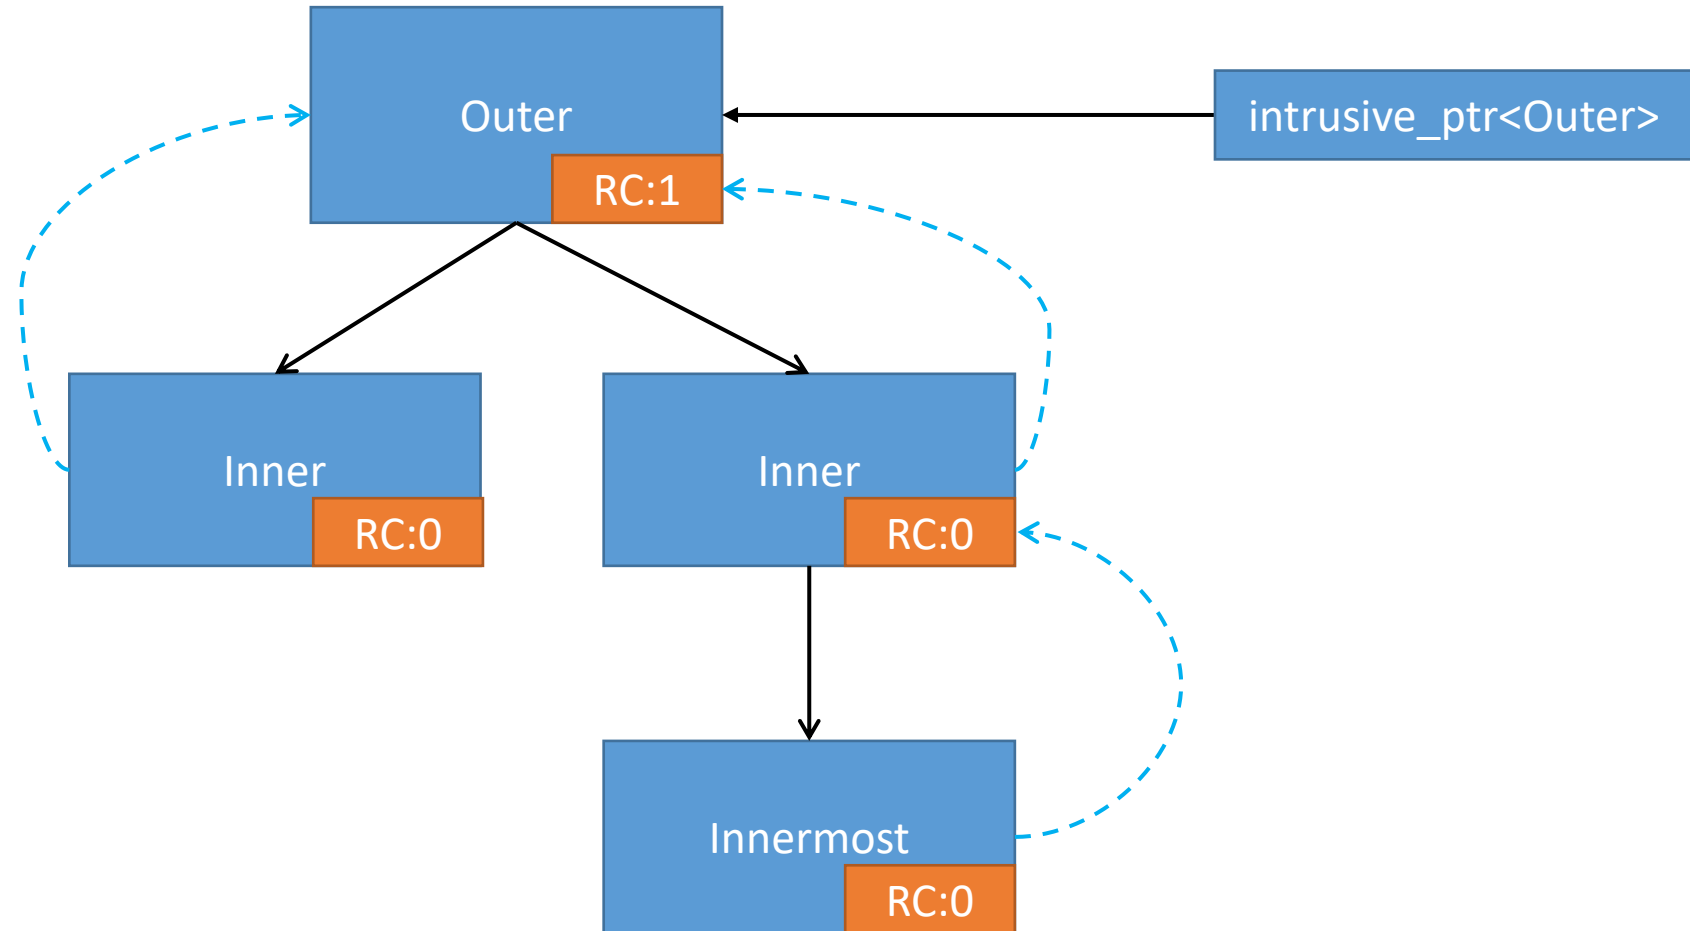 Outer
intrusive_ptr<Outer>
RC:1
Inner
Inner
RC:0
RC:0
Innermost
RC:0